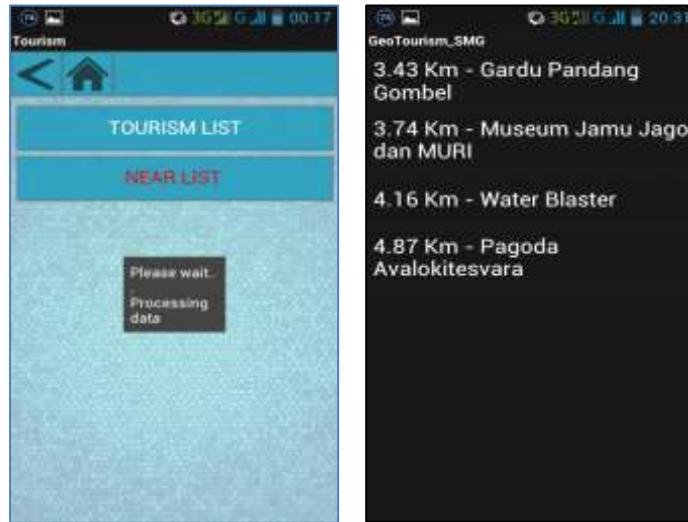 3G G 00:17
Tourism
TOURISM LIST
NEAR LIST
Please wait..
.
Processing
data
3G G 20:31
GeoTourism_SMG
3.43 Km - Gardu Pandang
Gombel
3.74 Km - Museum Jamu Jago
dan MURI
4.16 Km - Water Blaster
4.87 Km - Pagoda
Avalokitesvara